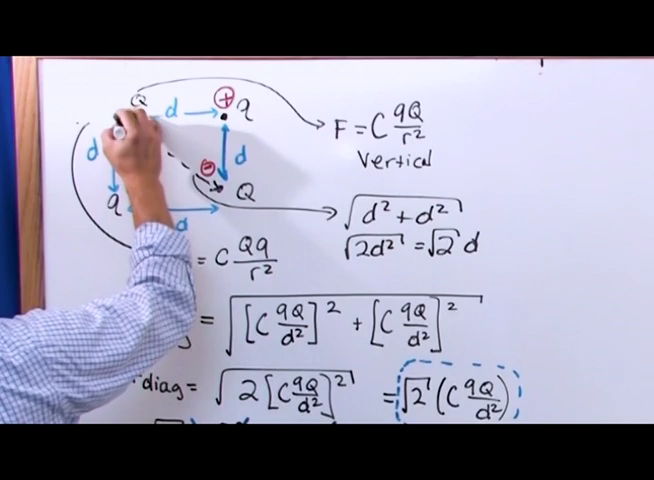 Q d ⊕ q
F = C qQ/r²
Vertical
d d
⊖ Q
q d
√d² + d²
√2d² = √2 d
= C Qq/r²
= √[C qQ/d²]² + [C qQ/d²]²
diag = √2[C qQ/d²]² = √2 (C qQ/d²)